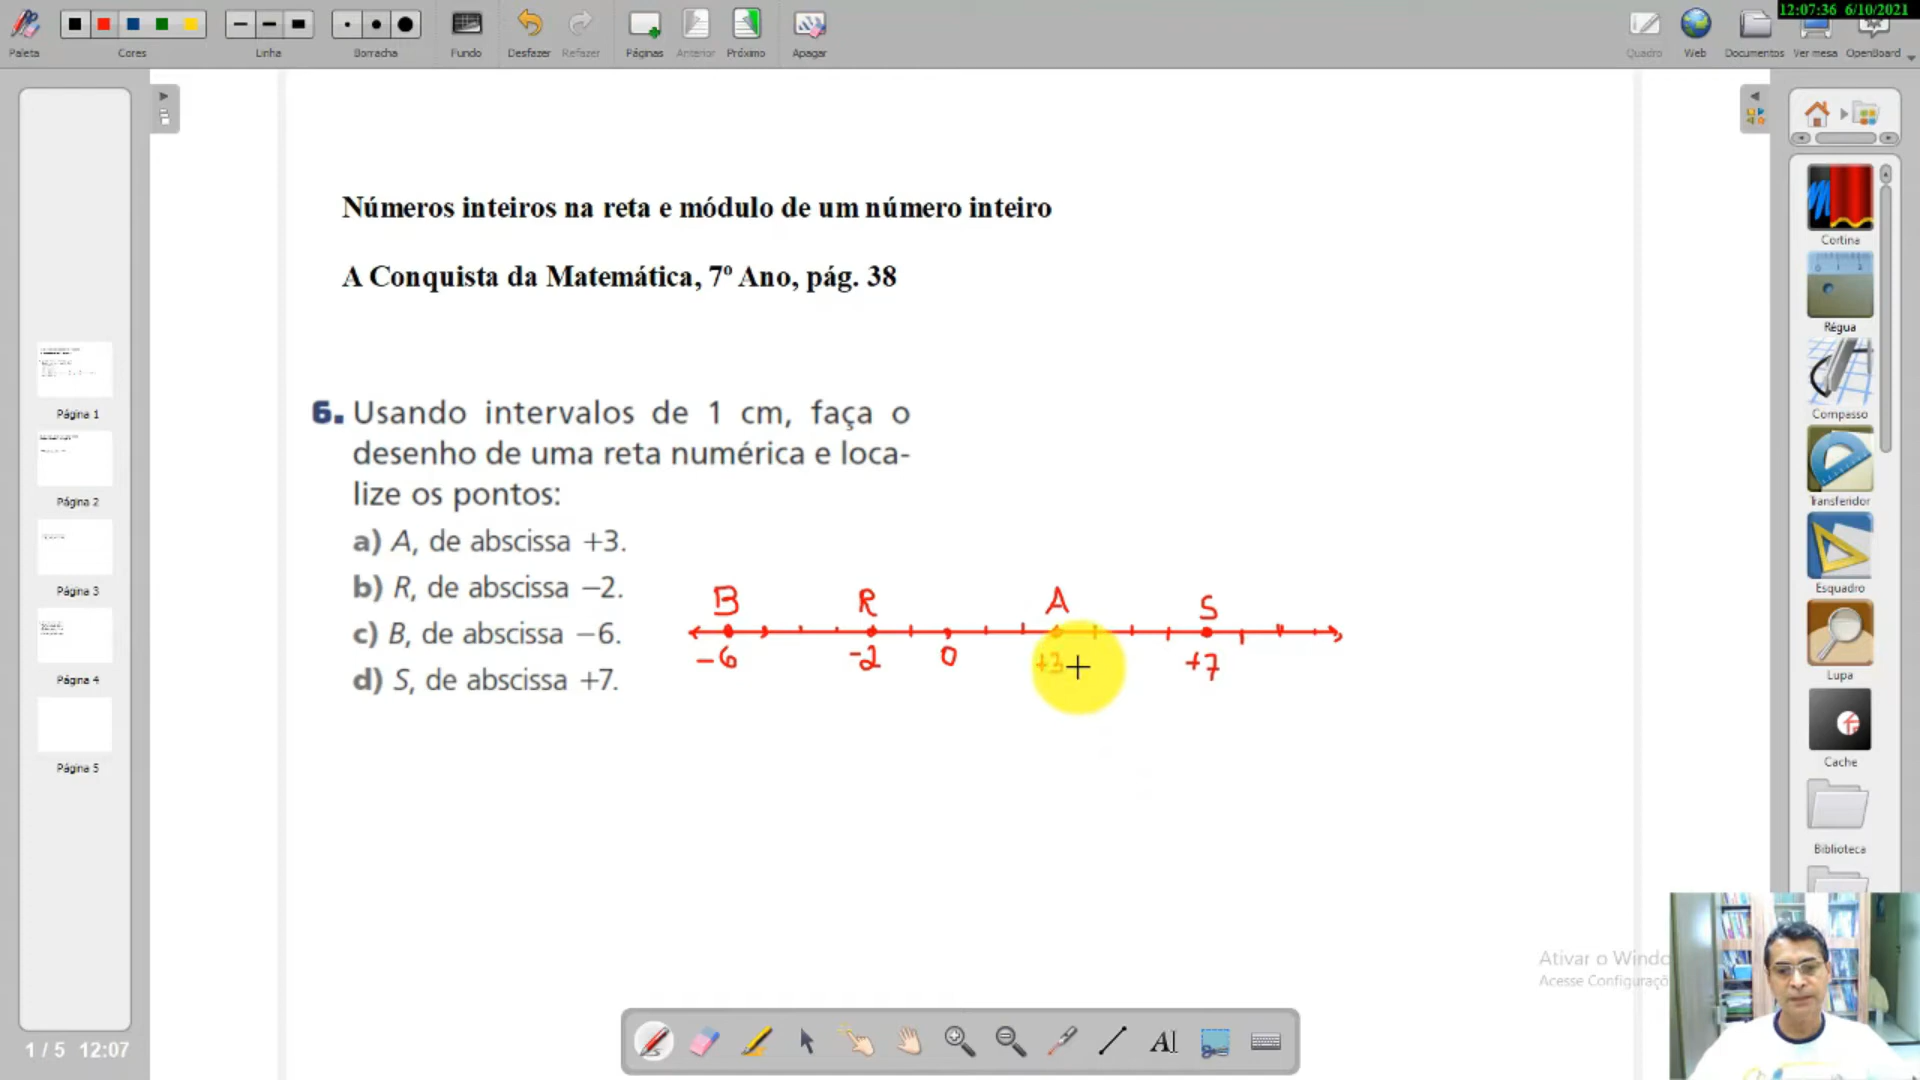 12:07:36 6/10/2021
Paleta
Cores
Linha
Borracha
Fundo
Desfazer
Refazer
Páginas
Anterior
Próximo
Apagar
Quadro
Web
Documentos
Ver mesa
OpenBoard
Números inteiros na reta e módulo de um número inteiro
A Conquista da Matemática, 7º Ano, pág. 38
6. Usando intervalos de 1 cm, faça o
desenho de uma reta numérica e loca-
lize os pontos:
a) A, de abscissa +3.
b) R, de abscissa −2.
c) B, de abscissa −6.
d) S, de abscissa +7.
B R A S
-6 -2 0 +3 +7
Página 1
Página 2
Página 3
Página 4
Página 5
1 / 5 12:07
Cortina
Régua
Compasso
Transferidor
Esquadro
Lupa
Cache
Biblioteca
Ativar o Windo
Acesse Configuraçõ